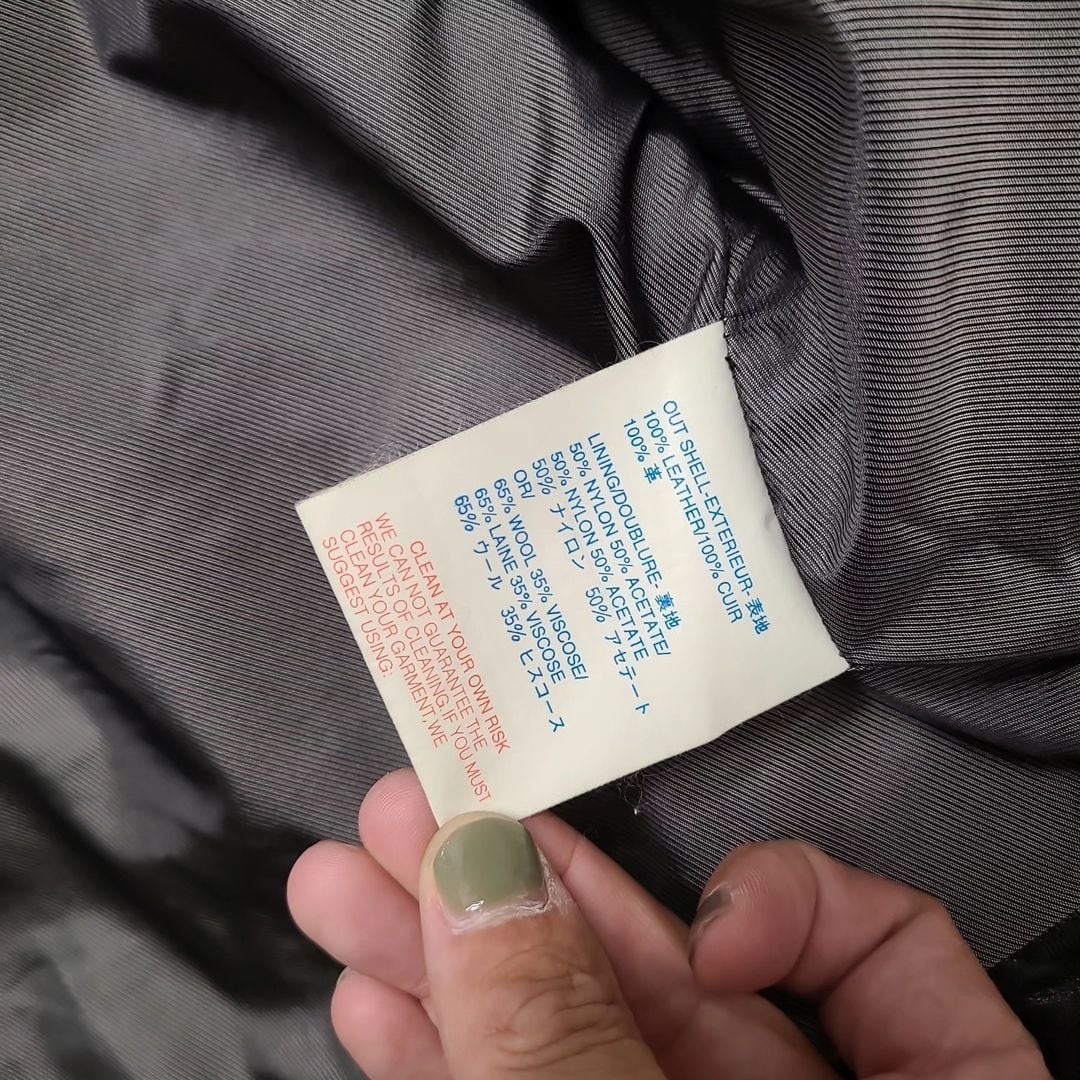 OUT SHELL-EXTERIEUR- 表地
100% LEATHER/100% CUIR
100% 革
LINING/DOUBLURE- 裏地
50% NYLON 50% ACETATE/
50% NYLON 50% ACETATE
50% ナイロン 50% アセテート
OR/
65% WOOL 35% VISCOSE/
65% LAINE 35% VISCOSE
65% ウール 35% ヒスコース
CLEAN AT YOUR OWN RISK
WE CAN NOT GUARANTEE THE
RESULTS OF CLEANING.IF YOU MUST
CLEAN YOUR GARMENT,WE
SUGGEST USING: